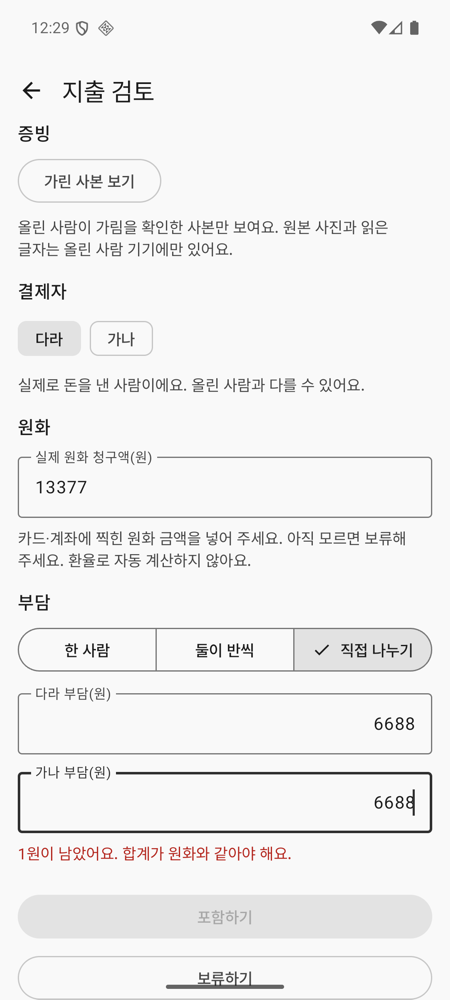 12:29
지출 검토
증빙
가린 사본 보기
올린 사람이 가림을 확인한 사본만 보여요. 원본 사진과 읽은
글자는 올린 사람 기기에만 있어요.
결제자
다라
가나
실제로 돈을 낸 사람이에요. 올린 사람과 다를 수 있어요.
원화
실제 원화 청구액(원)
13377
카드·계좌에 찍힌 원화 금액을 넣어 주세요. 아직 모르면 보류해
주세요. 환율로 자동 계산하지 않아요.
부담
한 사람
둘이 반씩
직접 나누기
다라 부담(원)
6688
가나 부담(원)
6688
1원이 남았어요. 합계가 원화와 같아야 해요.
포함하기
보류하기